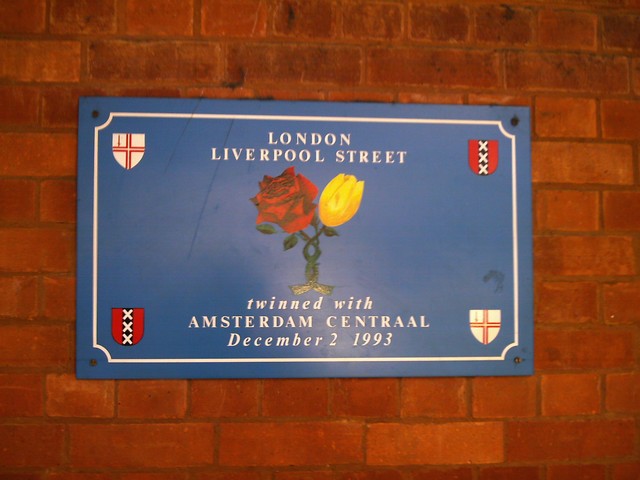 LONDON
LIVERPOOL STREET
twinned with
AMSTERDAM CENTRAAL
December 2 1993